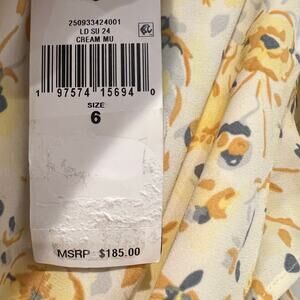 250933424001
LD SU 24
CREAM MU
1 97574 15694 0
SIZE:
6
MSRP $185.00